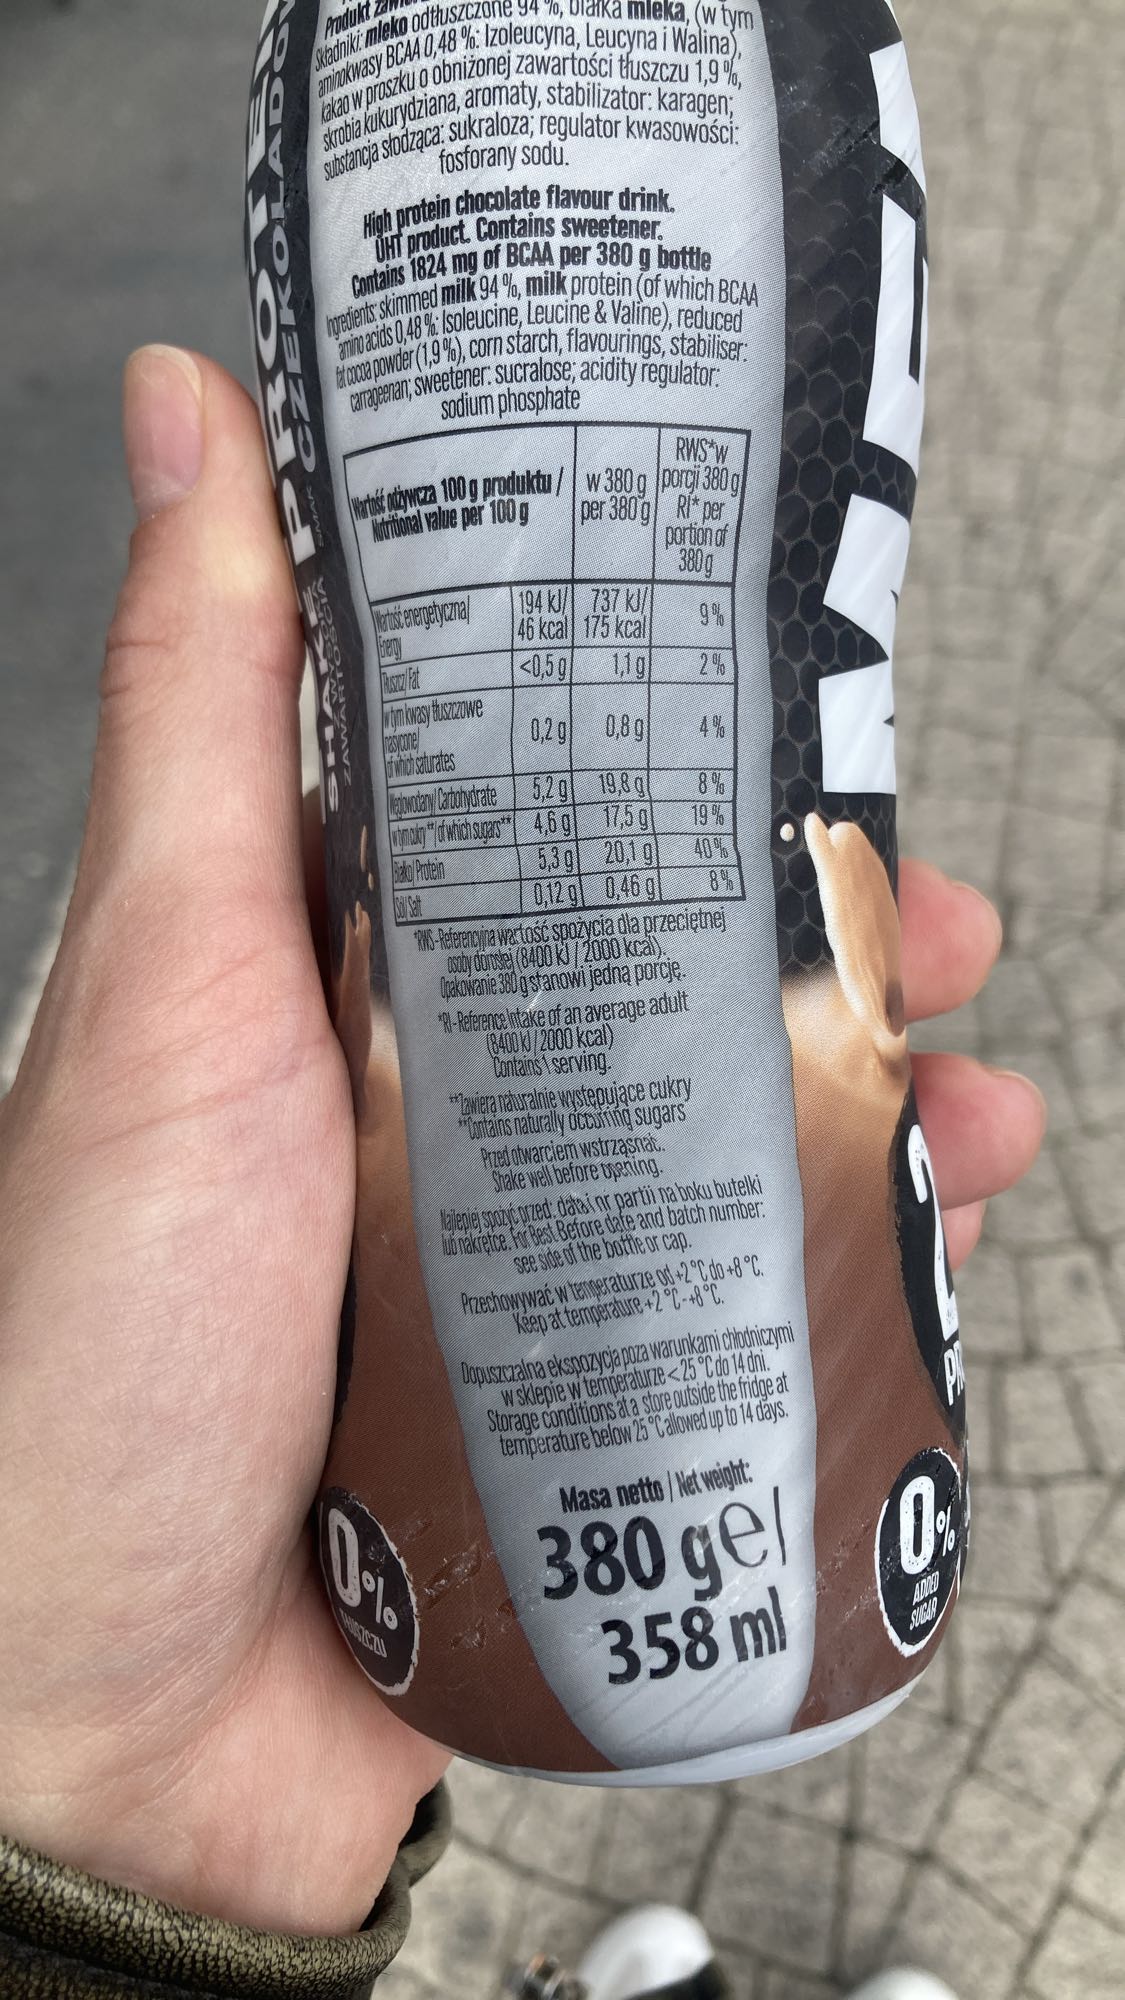 Produkt
Składniki: mleko odtłuszczone 94 %, białka mleka, (w tym
aminokwasy BCAA 0,48 %: Izoleucyna, Leucyna i Walina),
kakao w proszku o obniżonej zawartości tłuszczu 1,9 %,
skrobia kukurydziana, aromaty, stabilizator: karagen;
substancja słodząca: sukraloza; regulator kwasowości:
fosforany sodu.
High protein chocolate flavour drink.
UHT product. Contains sweetener.
Contains 1824 mg of BCAA per 380 g bottle
Ingredients: skimmed milk 94 %, milk protein (of which BCAA
amino acids 0,48 %: Isoleucine, Leucine & Valine), reduced
fat cocoa powder (1,9 %), corn starch, flavourings, stabiliser:
carrageenan; sweetener: sucralose; acidity regulator:
sodium phosphate
Wartość odżywcza 100 g produktu /
Nutritional value per 100 g
w 380 g
per 380 g
RWS* w
porcji 380 g
RI* per
portion of
380 g
Wartość energetyczna/
Energy
194 kJ/ 737 kJ/ 9 %
46 kcal 175 kcal
Tłuszcz/ Fat <0,5 g 1,1 g 2 %
w tym kwasy tłuszczowe
nasycone/
of which saturates
0,2 g 0,8 g 4 %
Węglowodany/ Carbohydrate 5,2 g 19,8 g 8 %
w tym cukry**/ of which sugars** 4,6 g 17,5 g 19 %
Białko/ Protein 5,3 g 20,1 g 40 %
Sól/ Salt 0,12 g 0,46 g 8 %
*RWS - Referencyjna wartość spożycia dla przeciętnej
osoby dorosłej (8400 kJ / 2000 kcal).
Opakowanie 380 g stanowi jedną porcję.
*RI - Reference Intake of an average adult
(8400 kJ / 2000 kcal)
Contains 1 serving.
**Zawiera naturalnie występujące cukry
**Contains naturally occurring sugars
Przed otwarciem wstrząsnąć.
Shake well before opening.
Najlepiej spożyć przed: data i nr partii na boku butelki
lub nakrętce. For Best Before date and batch number:
see side of the bottle or cap.
Przechowywać w temperaturze od +2 °C do +8 °C.
Keep at temperature +2 °C - +8 °C.
Dopuszczalna ekspozycja poza warunkami chłodniczymi
w sklepie w temperaturze < 25 °C do 14 dni.
Storage conditions at a store outside the fridge at
temperature below 25 °C allowed up to 14 days.
Masa netto / Net weight:
380 g e/
358 ml
SHAKE PROTEI
SMAK CZEKOLADOW
ZAWARTOŚCIĄ
0%
TŁUSZCZU
2
PR
0%
ADDED
SUGAR